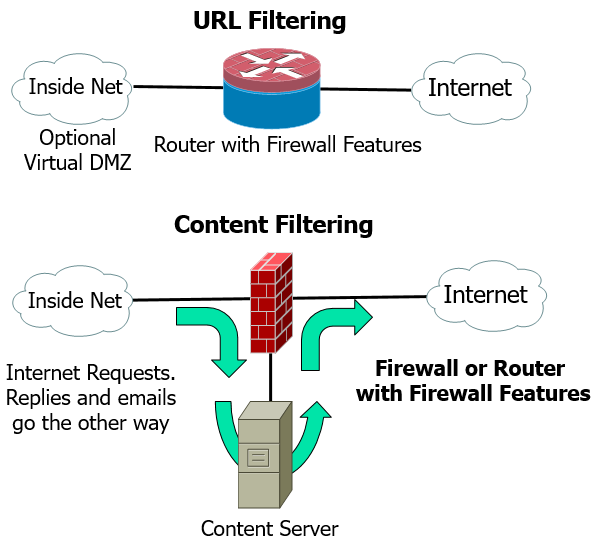 URL Filtering
Inside Net
Internet
Optional
Virtual DMZ
Router with Firewall Features
Content Filtering
Inside Net
Internet
Internet Requests.
Replies and emails
go the other way
Firewall or Router
with Firewall Features
Content Server